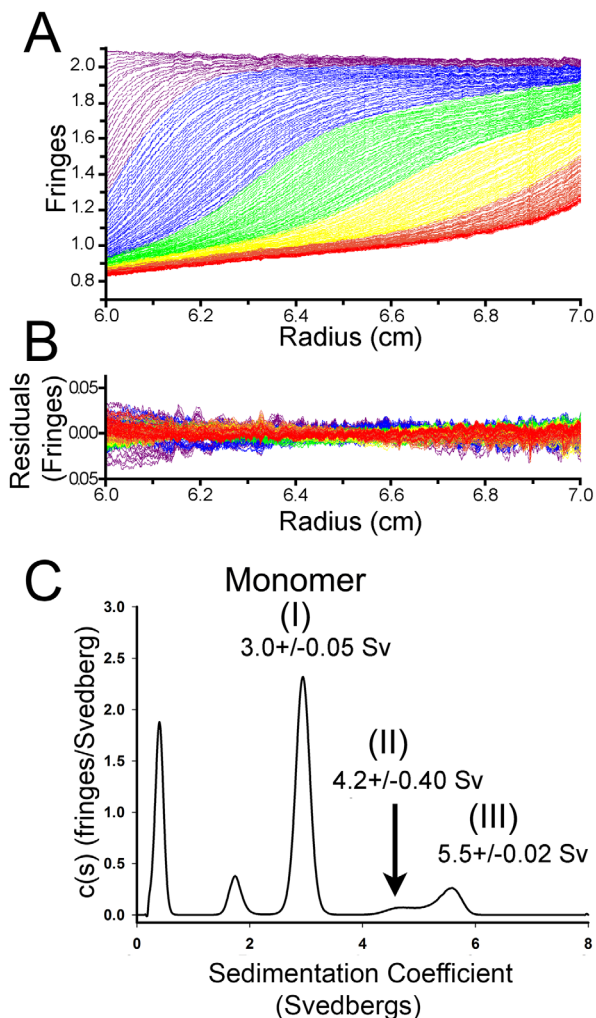 A
Fringes
2.0
1.8
1.6
1.4
1.2
1.0
0.8
6.0 6.2 6.4 6.6 6.8 7.0
Radius (cm)
B
Residuals
(Fringes)
0.05
0.00
0.05
6.0 6.2 6.4 6.6 6.8 7.0
Radius (cm)
C
c(s) (fringes/Svedberg)
3.0
2.5
2.0
1.5
1.0
0.5
0.0
Monomer
(I)
3.0+/-0.05 Sv
(II)
4.2+/-0.40 Sv
(III)
5.5+/-0.02 Sv
0 2 4 6 8
Sedimentation Coefficient
(Svedbergs)